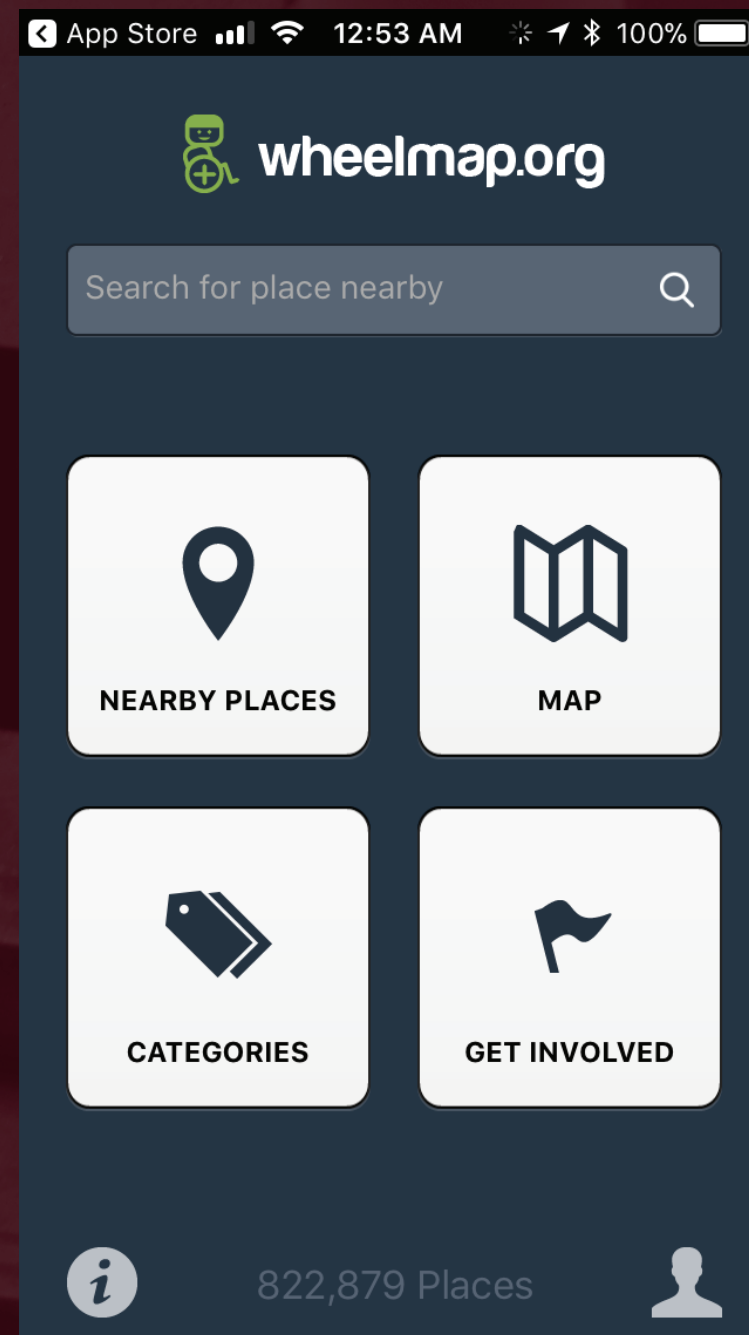 App Store 12:53 AM 100%
wheelmap.org
Search for place nearby
NEARBY PLACES MAP
CATEGORIES GET INVOLVED
i 822,879 Places